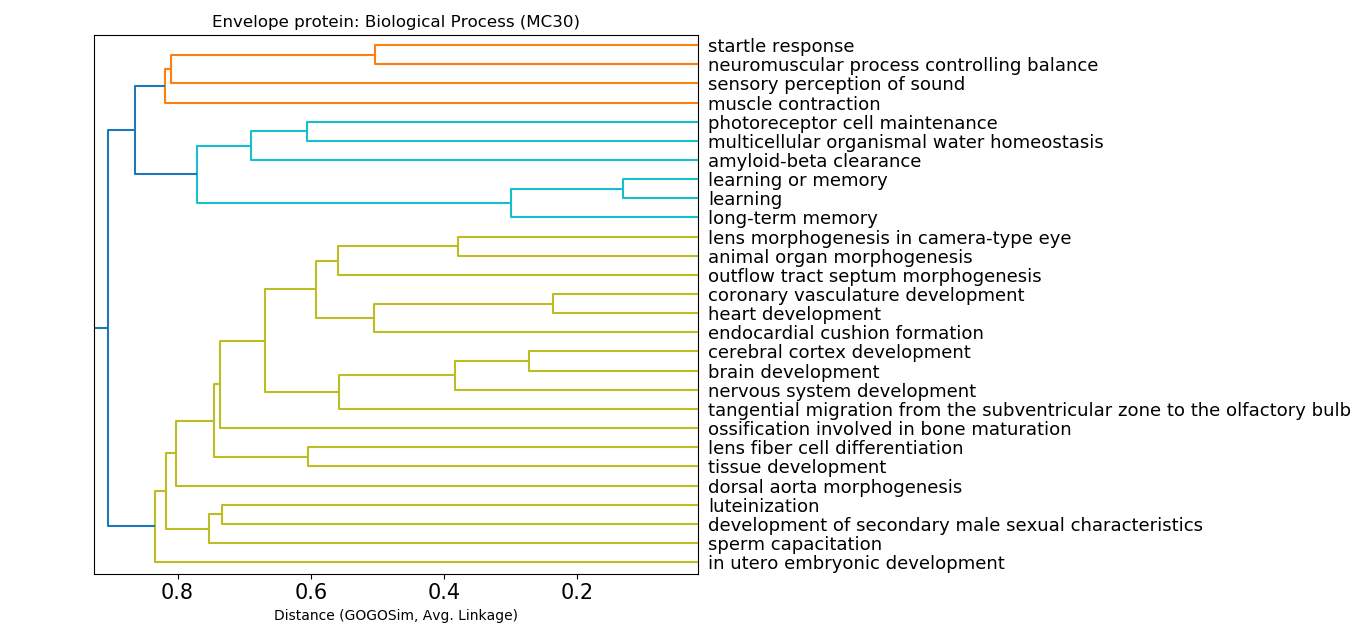 Envelope protein: Biological Process (MC30)
startle response
neuromuscular process controlling balance
sensory perception of sound
muscle contraction
photoreceptor cell maintenance
multicellular organismal water homeostasis
amyloid-beta clearance
learning or memory
learning
long-term memory
lens morphogenesis in camera-type eye
animal organ morphogenesis
outflow tract septum morphogenesis
coronary vasculature development
heart development
endocardial cushion formation
cerebral cortex development
brain development
nervous system development
tangential migration from the subventricular zone to the olfactory bulb
ossification involved in bone maturation
lens fiber cell differentiation
tissue development
dorsal aorta morphogenesis
luteinization
development of secondary male sexual characteristics
sperm capacitation
in utero embryonic development
0.8 0.6 0.4 0.2
Distance (GOGOSim, Avg. Linkage)